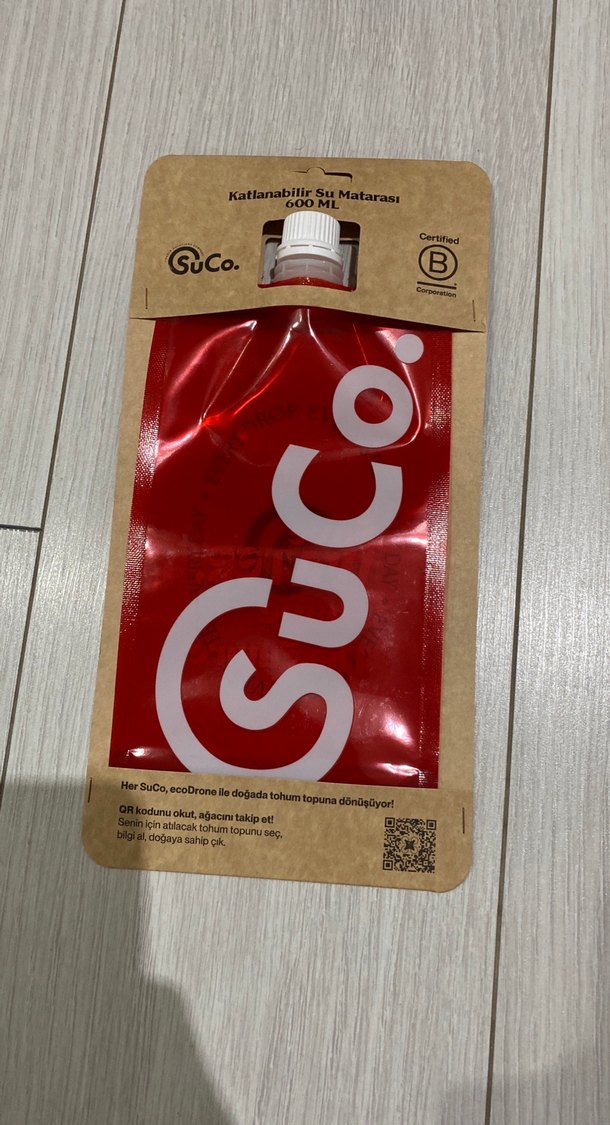 Katlanabilir Su Matarası
600 ML
SuCo.
Certified
B
Corporation
SuCo.
Her SuCo, ecoDrone ile doğada tohum topuna dönüşüyor!
QR kodunu okut, ağacını takip et!
Senin için atılacak tohum topunu seç,
bilgi al, doğaya sahip çık.